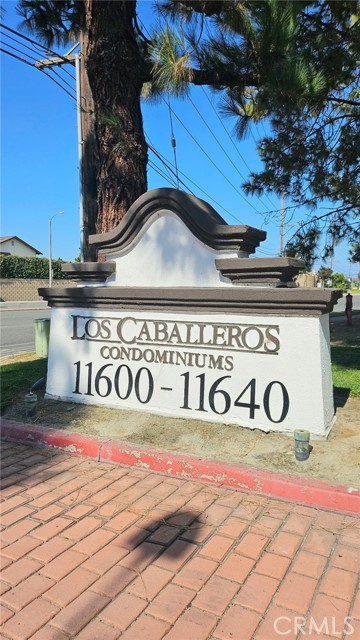 LOS CABALLEROS
CONDOMINIUMS
11600-11640
CRMLS